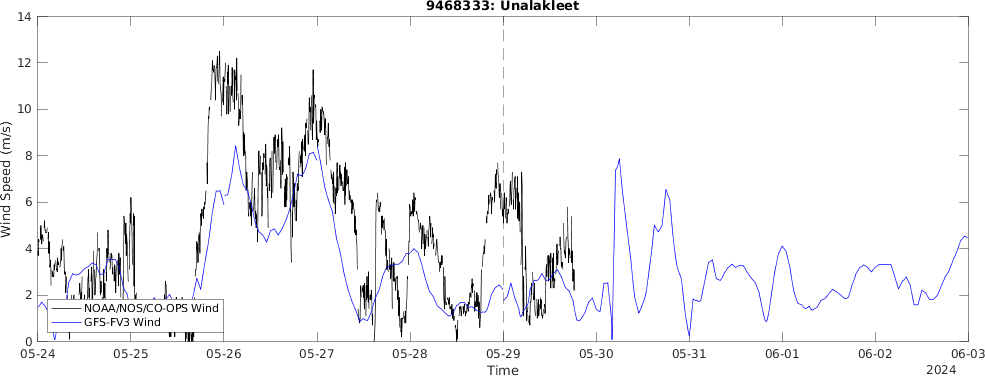 9468333: Unalakleet
14
12
10
8
6
4
2
0
Wind Speed (m/s)
NOAA/NOS/CO-OPS Wind
GFS-FV3 Wind
05-24 05-25 05-26 05-27 05-28 05-29 05-30 05-31 06-01 06-02 06-03
Time
2024